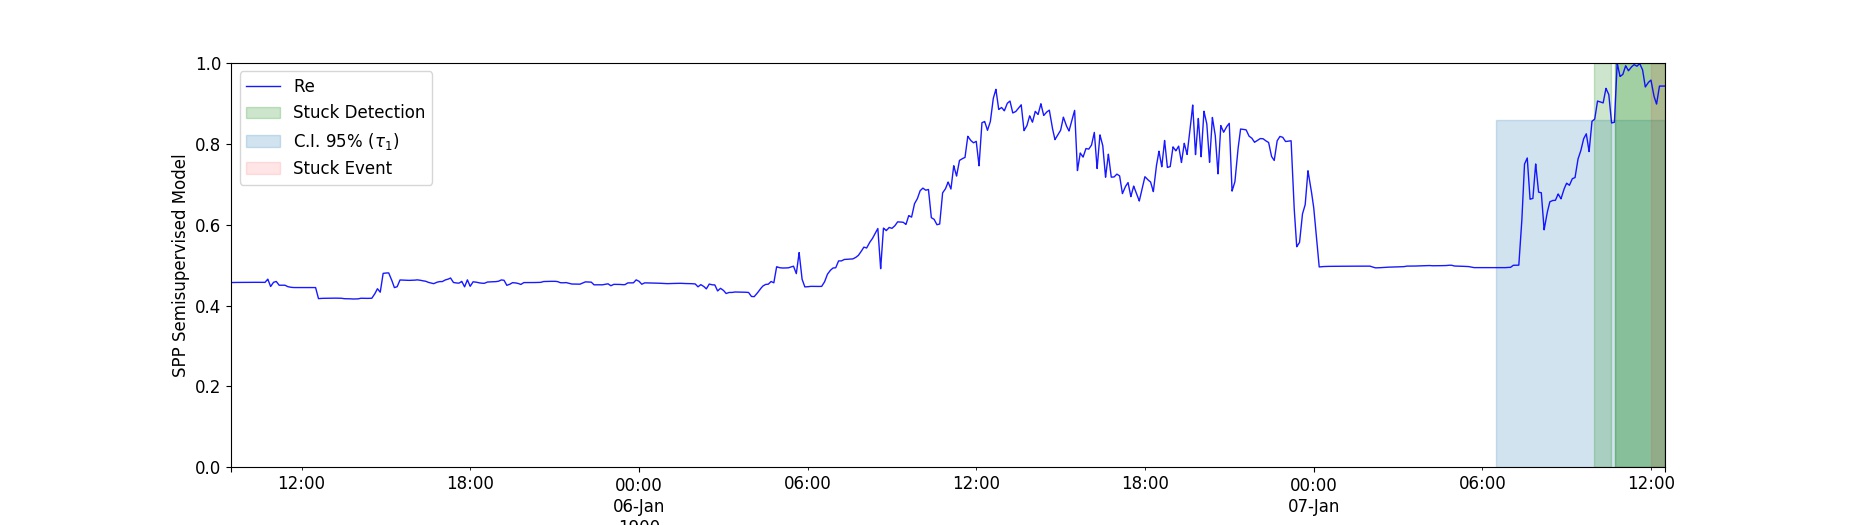 1.0
0.8
0.6
0.4
0.2
0.0
SPP Semisupervised Model
Re
Stuck Detection
C.I. 95% (τ₁)
Stuck Event
12:00 18:00 00:00 06:00 12:00 18:00 00:00 06:00 12:00
06-Jan 07-Jan
1900